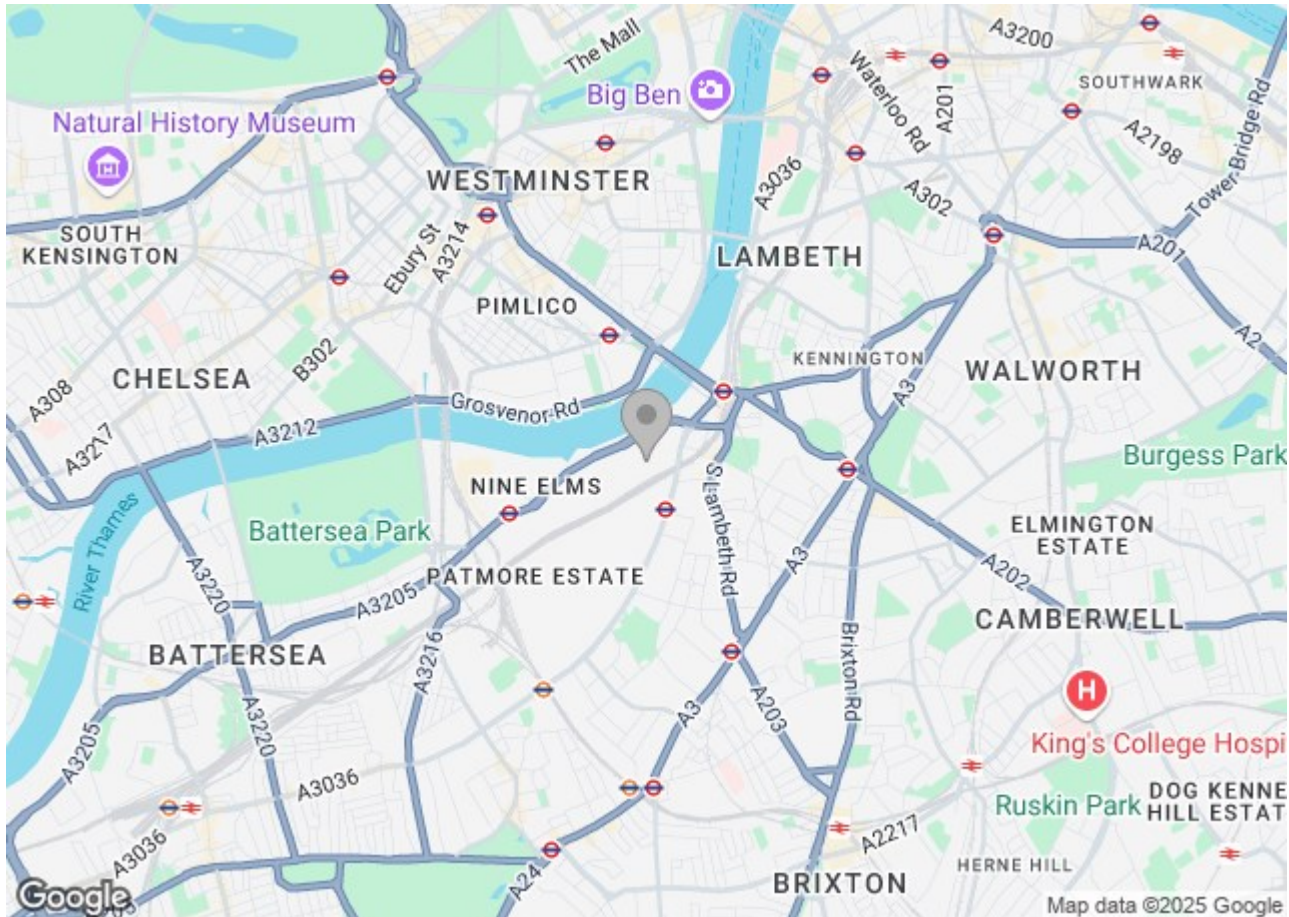 The Mall
A3200
Waterloo Rd
A201
SOUTHWARK
Big Ben
Natural History Museum
A2198
Tower Bridge Rd
WESTMINSTER
A3036
A302
SOUTH
KENSINGTON
Ebury St
A3214
LAMBETH
A201
PIMLICO
A2
B302
KENNINGTON
CHELSEA
WALWORTH
A308
A3
Grosvenor Rd
A3212
A3217
Burgess Park
S Lambeth Rd
NINE ELMS
River Thames
Battersea Park
ELMINGTON
ESTATE
A3
A202
A3220
PATMORE ESTATE
A3205
CAMBERWELL
BATTERSEA
A3216
Brixton Rd
H
A3220
A3
A203
A3205
King's College Hospi
A3036
DOG KENNE
HILL ESTAT
Ruskin Park
A2217
A3036
HERNE HILL
A24
BRIXTON
Google
Map data ©2025 Google